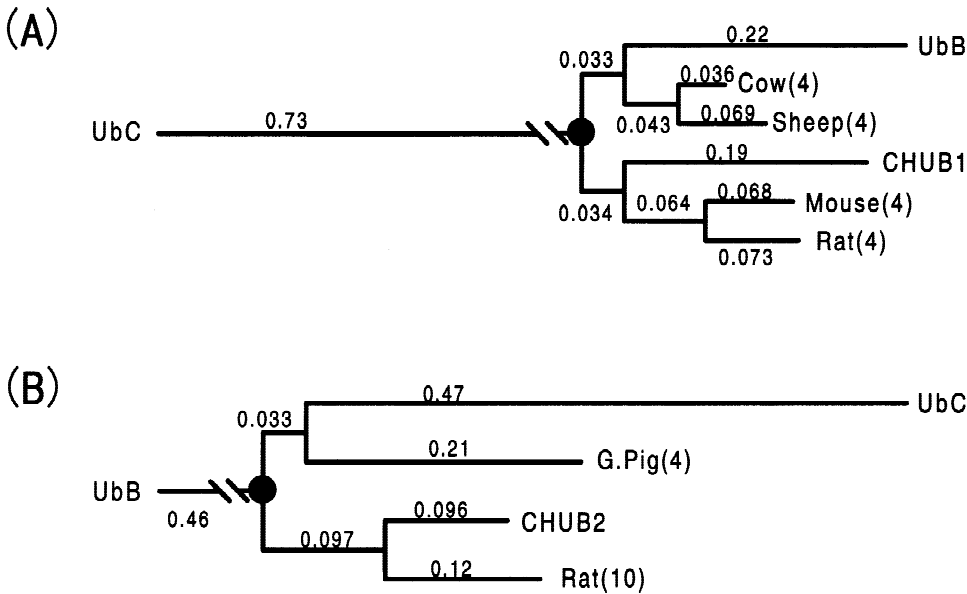 (A)
0.22
UbB
0.033
0.036
Cow(4)
0.73
UbC
0.043
0.069
Sheep(4)
0.19
CHUB1
0.034
0.064
0.068
Mouse(4)
Rat(4)
0.073
(B)
0.47
UbC
0.033
0.21
G.Pig(4)
UbB
0.46
0.096
CHUB2
0.097
0.12
Rat(10)